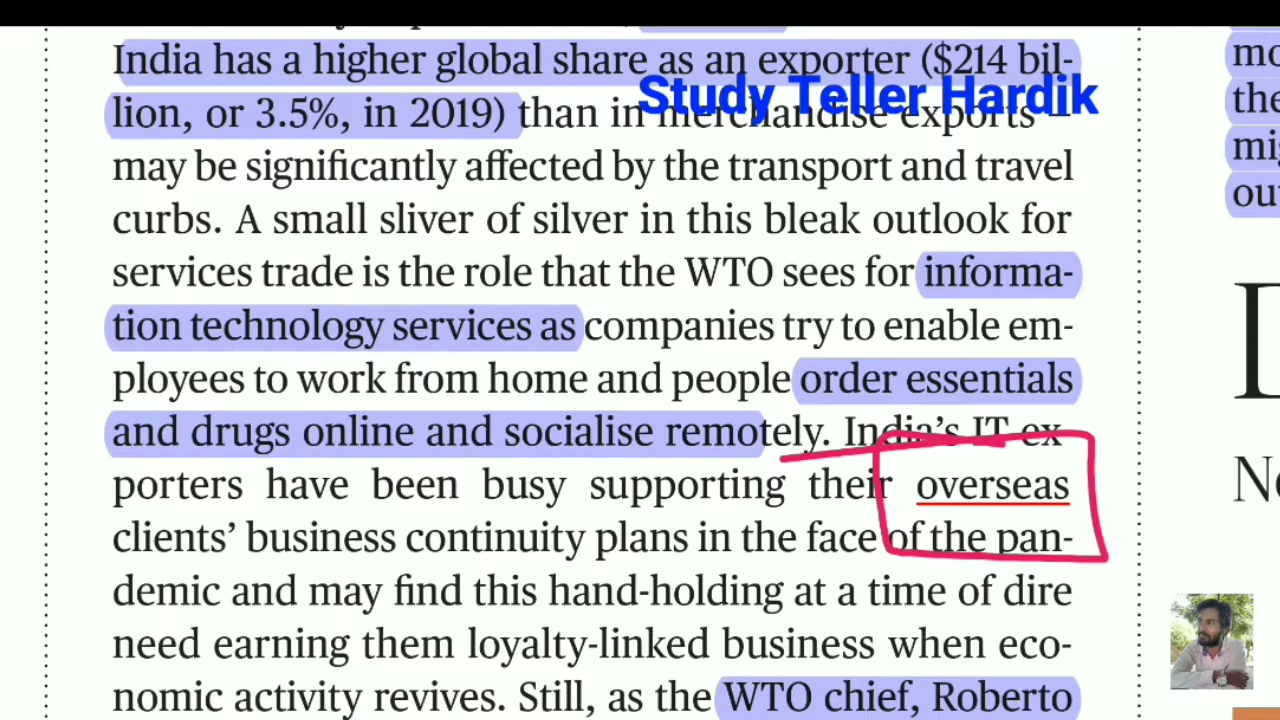 India has a higher global share as an exporter ($214 bil-
Study Teller Hardik
lion, or 3.5%, in 2019) than in merchandise exports –
may be significantly affected by the transport and travel
curbs. A small sliver of silver in this bleak outlook for
services trade is the role that the WTO sees for informa-
tion technology services as companies try to enable em-
ployees to work from home and people order essentials
and drugs online and socialise remotely. India's IT ex
porters have been busy supporting their overseas
clients' business continuity plans in the face of the pan-
demic and may find this hand-holding at a time of dire
need earning them loyalty-linked business when eco-
nomic activity revives. Still, as the WTO chief, Roberto
mo
the
mi
ou
No